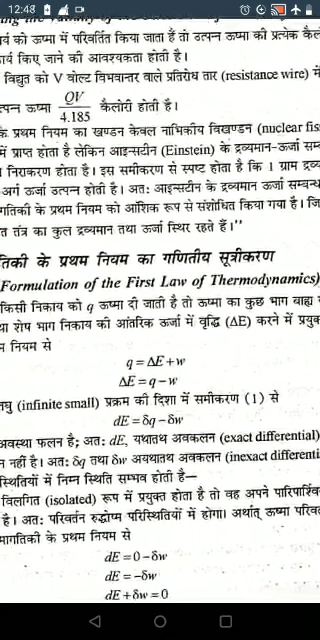 12:48
र्य को ऊष्मा में परिवर्तित किया जाता हैं तो उत्पन्न ऊष्मा की प्रत्येक कैलो
ार्य किए जाने की आवश्यकता होती है।
विद्युत को V वोल्ट विभवान्तर वाले प्रतिरोध तार (resistance wire) में
त्पन्न ऊष्मा QV/4.185 कैलोरी होती है।
के प्रथम नियम का खण्डन केवल नाभिकीय विखण्डन (nuclear fis
में प्राप्त होता है लेकिन आइन्सटीन (Einstein) के द्रव्यमान-ऊर्जा सम्ब
निराकरण होता है। इस समीकरण से स्पष्ट होता है कि 1 ग्राम द्रव्य
अर्ग ऊर्जा उत्पन्न होती है। अतः आइन्सटीन के द्रव्यमान ऊर्जा सम्बन्ध
गतिकी के प्रथम नियम को आंशिक रूप से संशोधित किया गया है। जि
त तंत्र का कुल द्रव्यमान तथा ऊर्जा स्थिर रहते हैं।"
तिकी के प्रथम नियम का गणितीय सूत्रीकरण
Formulation of the First Law of Thermodynamics)
किसी निकाय को q ऊष्मा दी जाती है तो ऊष्मा का कुछ भाग बाह्य
था शेष भाग निकाय की आंतरिक ऊर्जा में वृद्धि (ΔE) करने में प्रयु
म नियम से
q = ΔE + w
ΔE = q − w
लघु (infinite small) प्रक्रम की दिशा में समीकरण (1) से
dE = δq − δw
अवस्था फलन है; अतः dE, यथातथ अवकलन (exact differential)
न नहीं है। अतः δq तथा δw अयथातथ अवकलन (inexact differenti
स्थितियों में निम्न स्थिति सम्भव होती है—
विलगित (isolated) रूप में प्रयुक्त होता है तो वह अपने पारिपार्श्वि
है। अतः परिवर्तन रुद्धोष्म परिस्थितियों में होगा। अर्थात् ऊष्मा परिव
मागतिकी के प्रथम नियम से
dE = 0 − δw
dE = −δw
dE + δw = 0